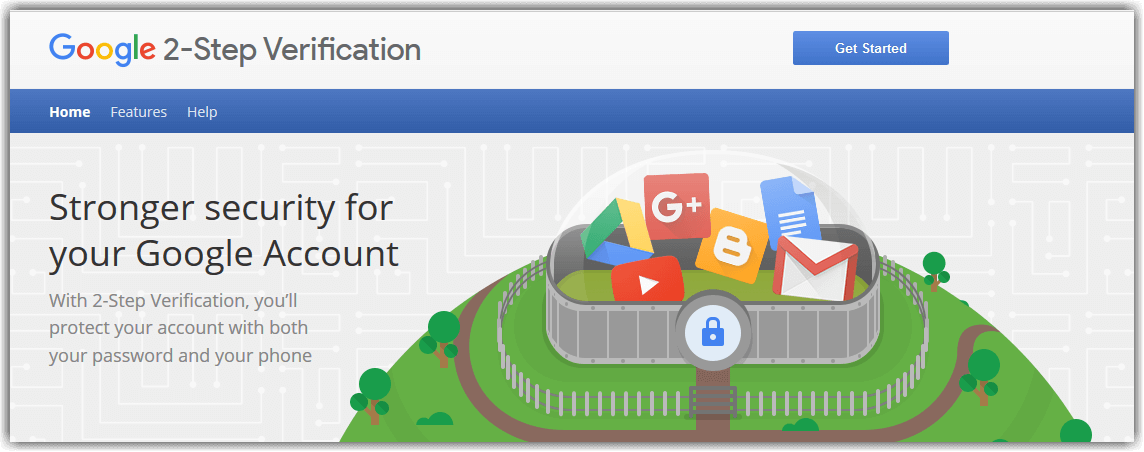 Google 2-Step Verification
Get Started
Home Features Help
Stronger security for
your Google Account
With 2-Step Verification, you’ll
protect your account with both
your password and your phone
G+